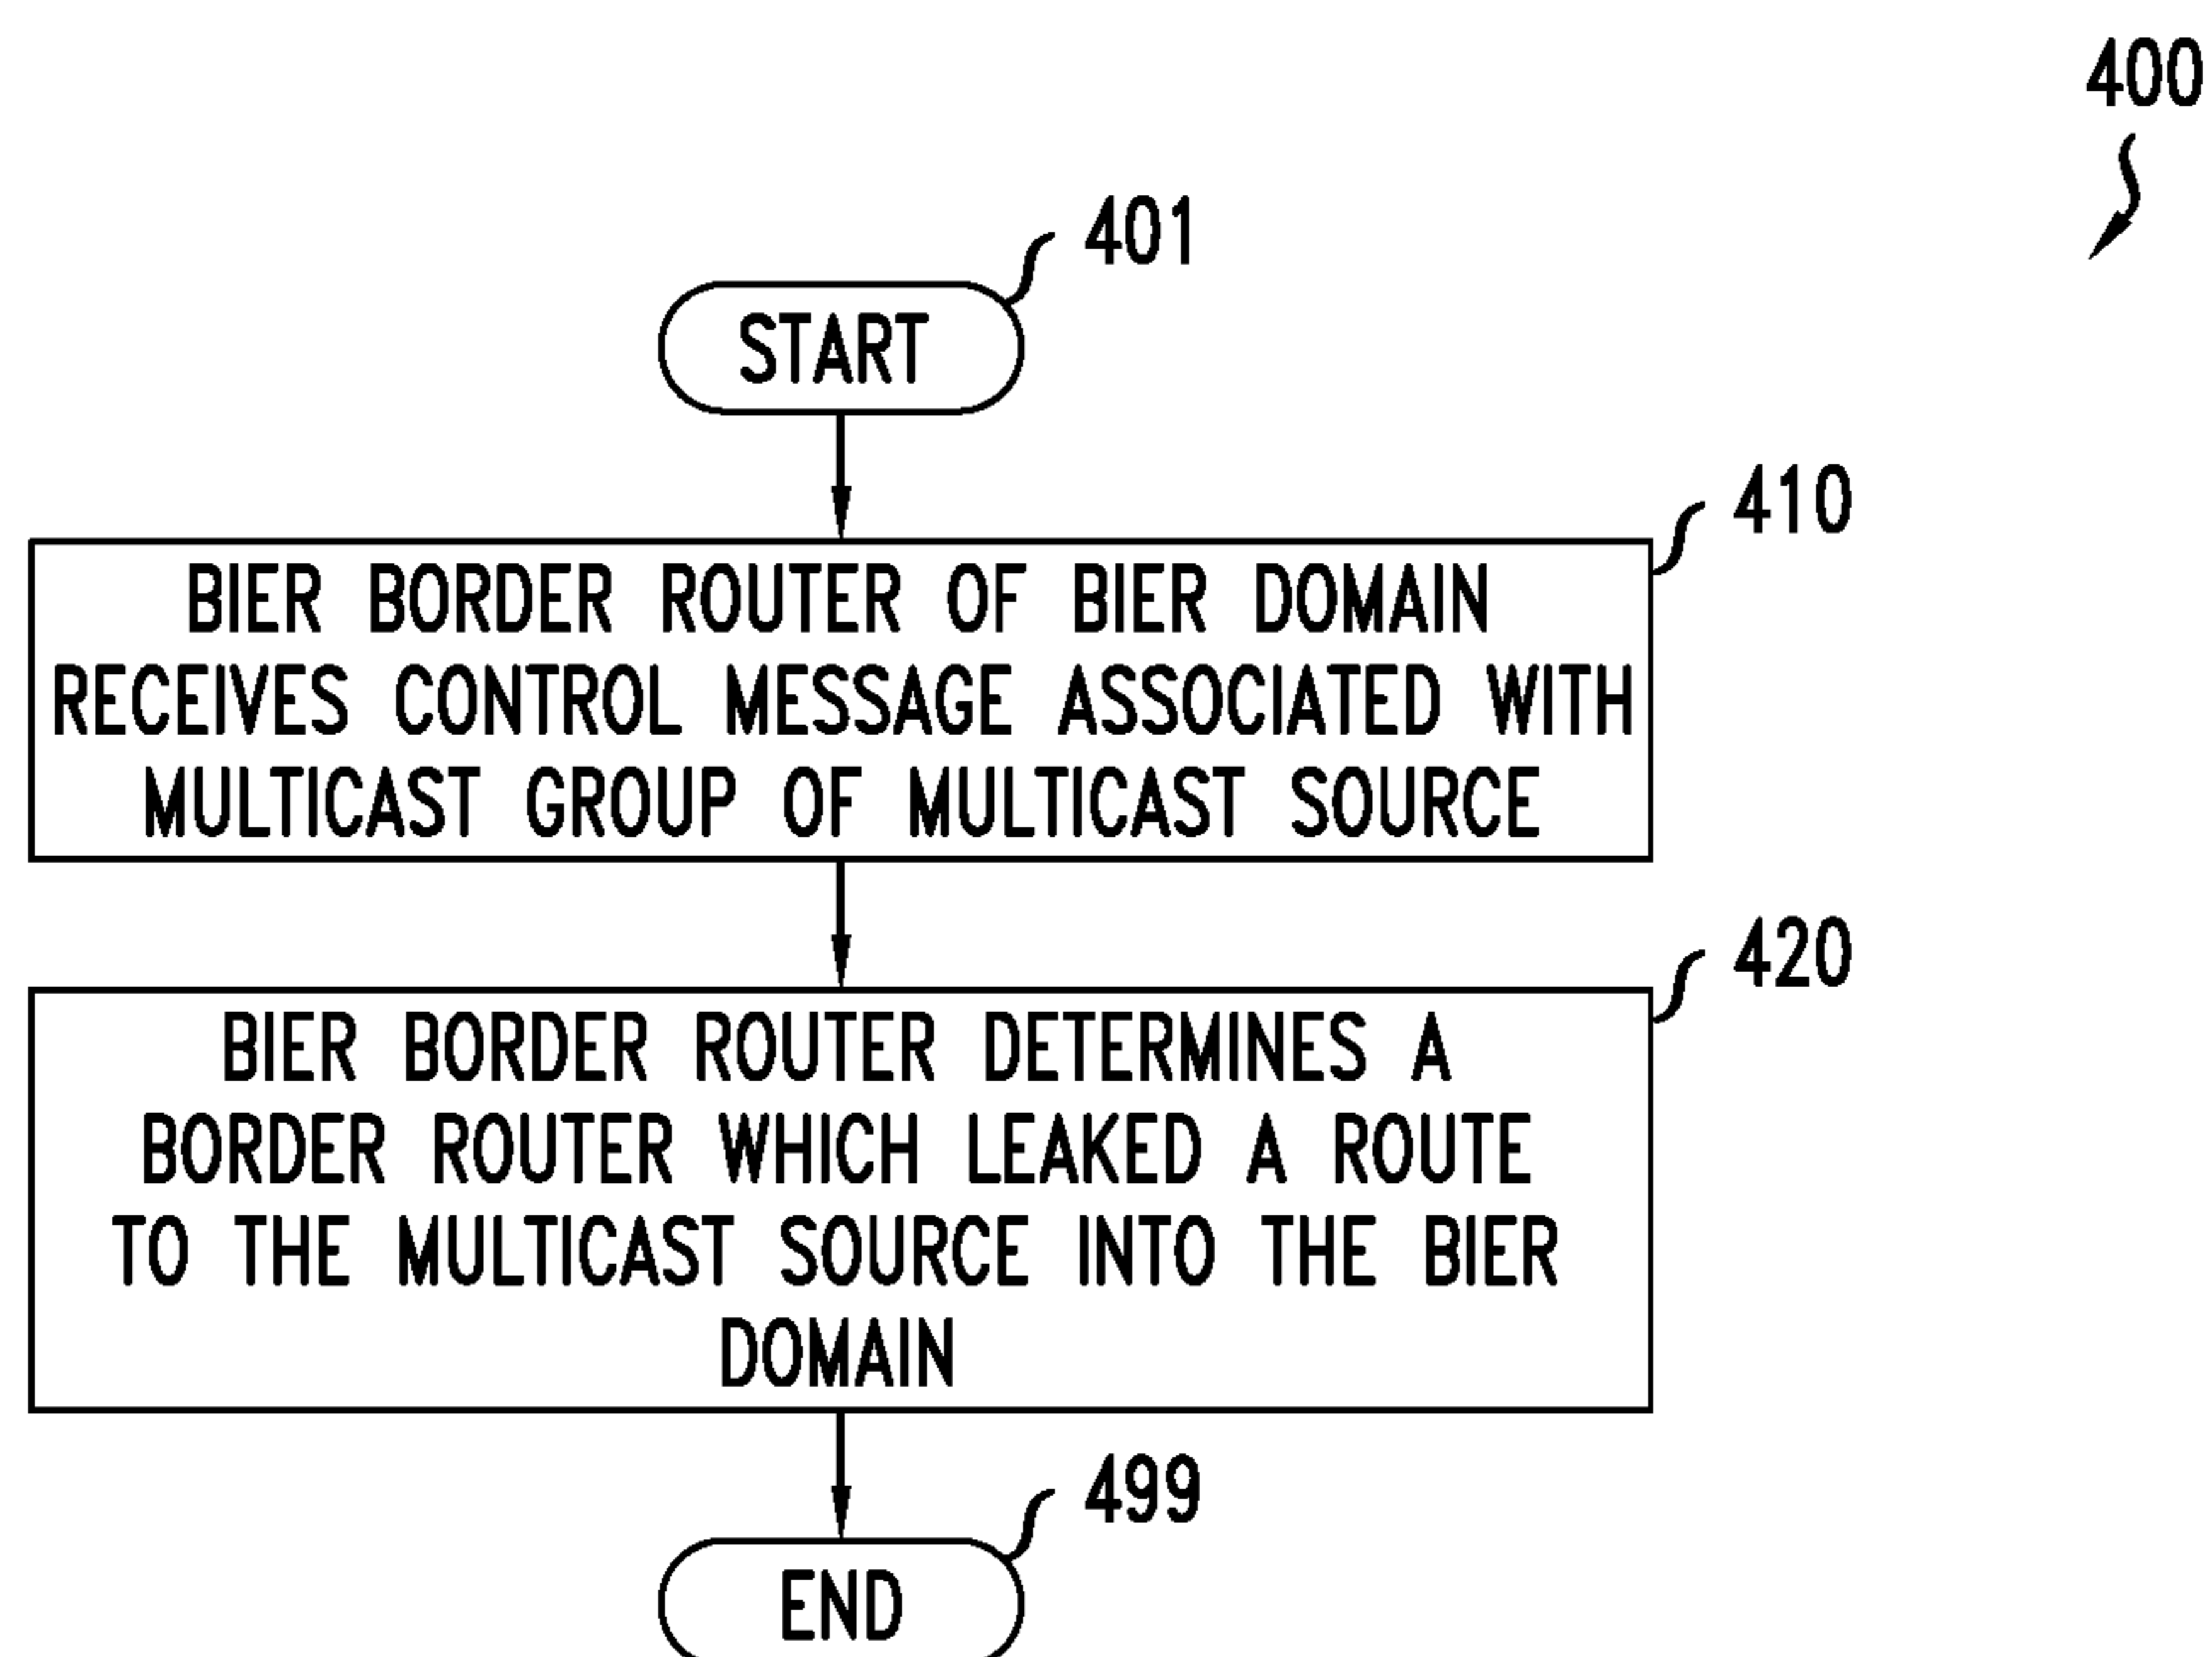 400
401
START
410
BIER BORDER ROUTER OF BIER DOMAIN
RECEIVES CONTROL MESSAGE ASSOCIATED WITH
MULTICAST GROUP OF MULTICAST SOURCE
420
BIER BORDER ROUTER DETERMINES A
BORDER ROUTER WHICH LEAKED A ROUTE
TO THE MULTICAST SOURCE INTO THE BIER
DOMAIN
499
END